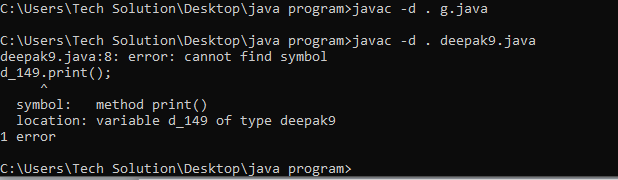 C:\Users\Tech Solution\Desktop\java program>javac -d . g.java
C:\Users\Tech Solution\Desktop\java program>javac -d . deepak9.java
deepak9.java:8: error: cannot find symbol
d_149.print();
^
symbol: method print()
location: variable d_149 of type deepak9
1 error
C:\Users\Tech Solution\Desktop\java program>